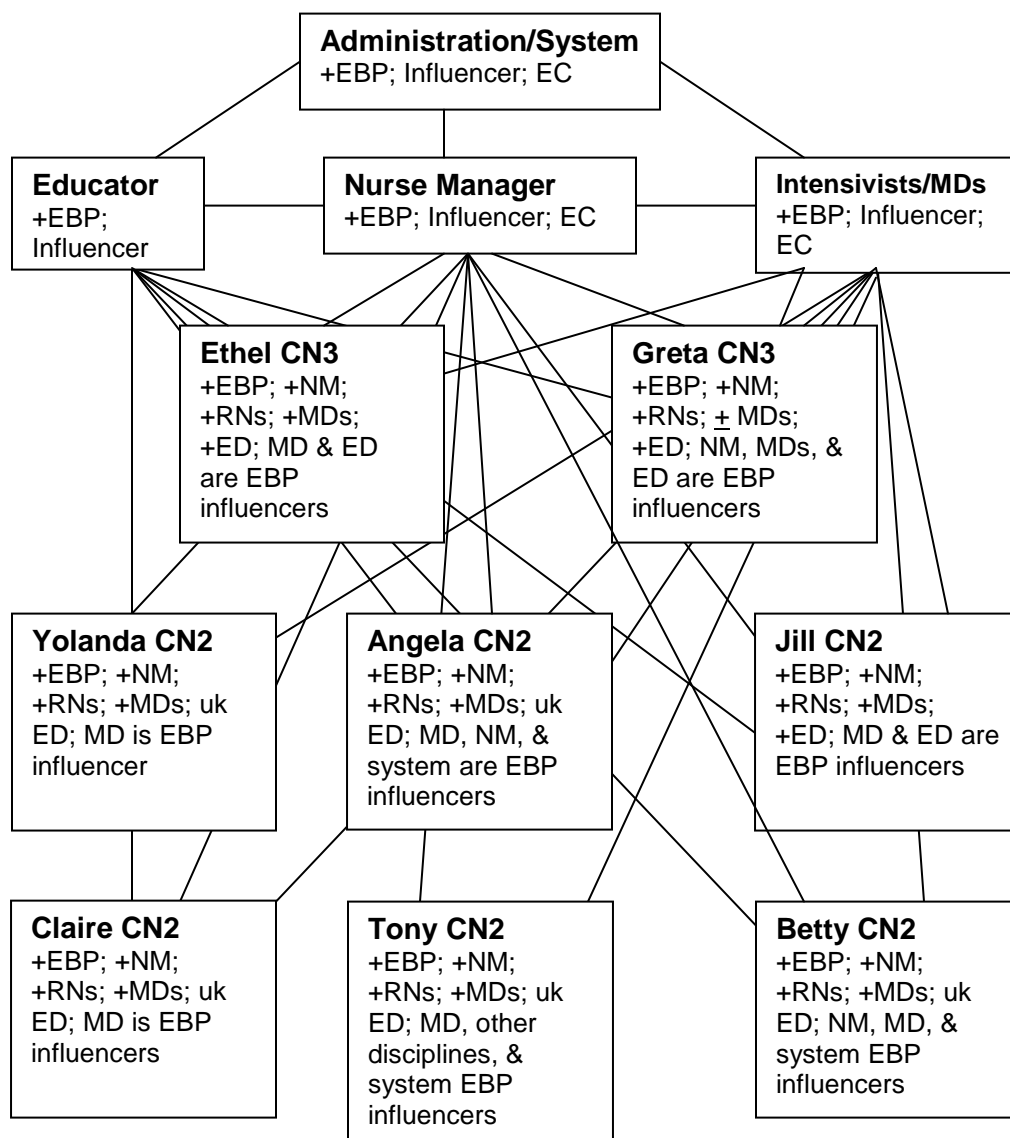 Administration/System
+EBP; Influencer; EC
Educator
+EBP;
Influencer
Nurse Manager
+EBP; Influencer; EC
Intensivists/MDs
+EBP; Influencer;
EC
Ethel CN3
+EBP; +NM;
+RNs; +MDs;
+ED; MD & ED
are EBP
influencers
Greta CN3
+EBP; +NM;
+RNs; + MDs;
+ED; NM, MDs, &
ED are EBP
influencers
Yolanda CN2
+EBP; +NM;
+RNs; +MDs; uk
ED; MD is EBP
influencer
Angela CN2
+EBP; +NM;
+RNs; +MDs; uk
ED; MD, NM, &
system are EBP
influencers
Jill CN2
+EBP; +NM;
+RNs; +MDs;
+ED; MD & ED are
EBP influencers
Claire CN2
+EBP; +NM;
+RNs; +MDs; uk
ED; MD is EBP
influencers
Tony CN2
+EBP; +NM;
+RNs; +MDs; uk
ED; MD, other
disciplines, &
system EBP
influencers
Betty CN2
+EBP; +NM;
+RNs; +MDs; uk
ED; NM, MD, &
system EBP
influencers